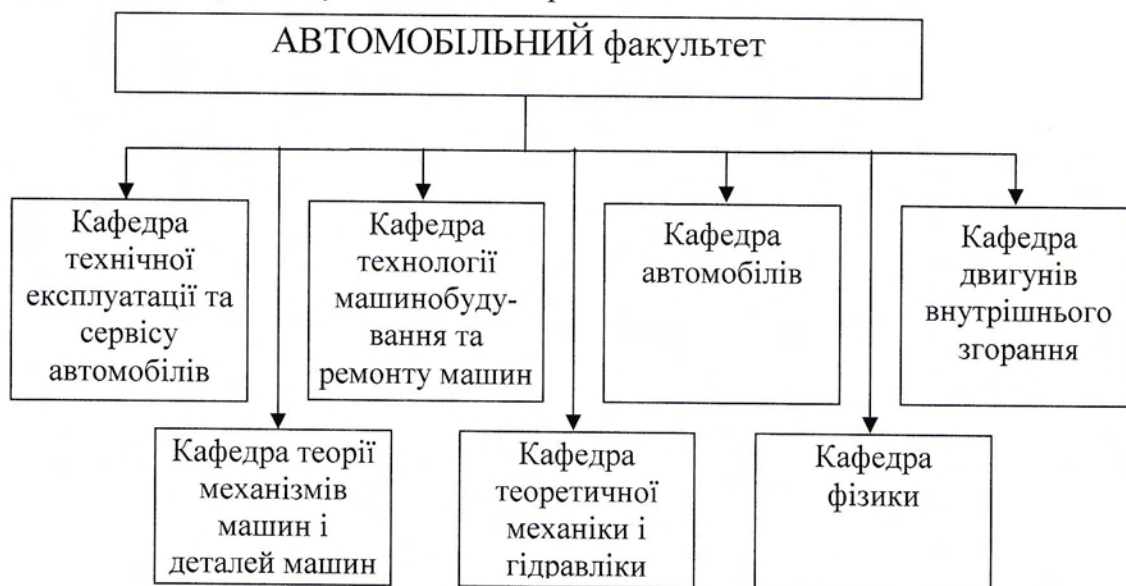 АВТОМОБІЛЬНИЙ факультет
Кафедра
технічної
експлуатації та
сервісу
автомобілів
Кафедра
технології
машинобуду-
вання та
ремонту машин
Кафедра
автомобілів
Кафедра
двигунів
внутрішнього
згорання
Кафедра теорії
механізмів
машин і
деталей машин
Кафедра
теоретичної
механіки і
гідравліки
Кафедра
фізики